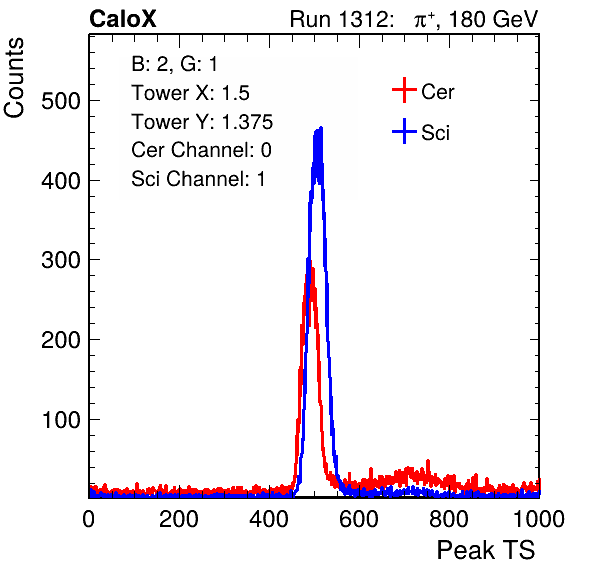 CaloX Run 1312: π⁺, 180 GeV
Counts
B: 2, G: 1
Tower X: 1.5
Tower Y: 1.375
Cer Channel: 0
Sci Channel: 1
Cer
Sci
500
400
300
200
100
0 200 400 600 800 1000
Peak TS